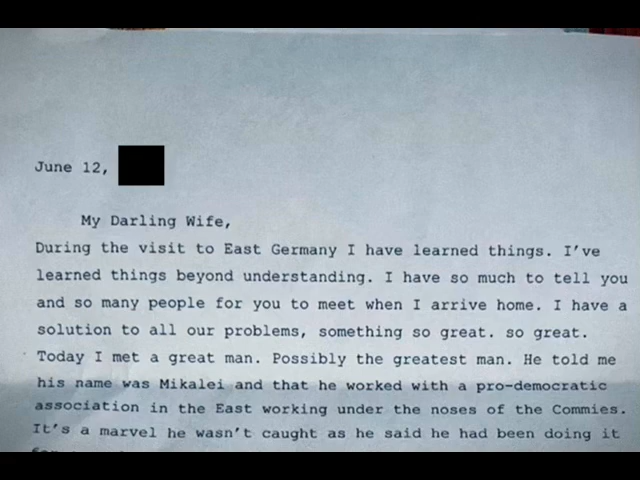 June 12,
My Darling Wife,
During the visit to East Germany I have learned things. I've
learned things beyond understanding. I have so much to tell you
and so many people for you to meet when I arrive home. I have a
solution to all our problems, something so great. so great.
Today I met a great man. Possibly the greatest man. He told me
his name was Mikalei and that he worked with a pro-democratic
association in the East working under the noses of the Commies.
It's a marvel he wasn't caught as he said he had been doing it